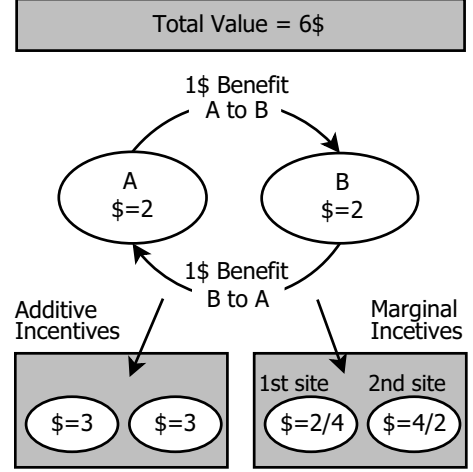 Total Value = 6$
1$ Benefit
A to B
A
$=2
B
$=2
1$ Benefit
B to A
Additive
Incentives
Marginal
Incetives
$=3
$=3
1st site
2nd site
$=2/4
$=4/2